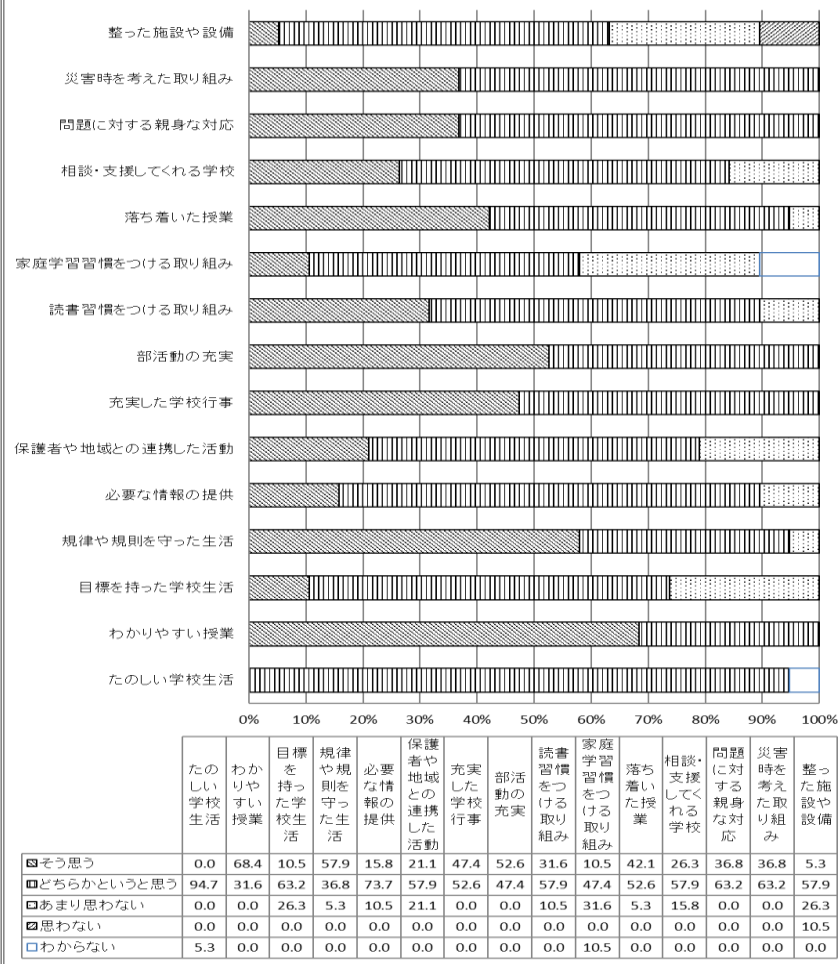 整った施設や設備
災害時を考えた取り組み
問題に対する親身な対応
相談・支援してくれる学校
落ち着いた授業
家庭学習習慣をつける取り組み
読書習慣をつける取り組み
部活動の充実
充実した学校行事
保護者や地域との連携した活動
必要な情報の提供
規律や規則を守った生活
目標を持った学校生活
わかりやすい授業
たのしい学校生活
0% 10% 20% 30% 40% 50% 60% 70% 80% 90% 100%
たのしい学校生活 わかりやすい授業 目標を持った学校生活 規律や規則を守った生活 必要な情報の提供 保護者や地域との連携した活動 充実した学校行事 部活動の充実 読書習慣をつける取り組み 家庭学習習慣をつける取り組み 落ち着いた授業 相談・支援してくれる学校 問題に対する親身な対応 災害時を考えた取り組み 整った施設や設備
そう思う 0.0 68.4 10.5 57.9 15.8 21.1 47.4 52.6 31.6 10.5 42.1 26.3 36.8 36.8 5.3
どちらかというと思う 94.7 31.6 63.2 36.8 73.7 57.9 52.6 47.4 57.9 47.4 52.6 57.9 63.2 63.2 57.9
あまり思わない 0.0 0.0 26.3 5.3 10.5 21.1 0.0 0.0 10.5 31.6 5.3 15.8 0.0 0.0 26.3
思わない 0.0 0.0 0.0 0.0 0.0 0.0 0.0 0.0 0.0 0.0 0.0 0.0 0.0 0.0 10.5
わからない 5.3 0.0 0.0 0.0 0.0 0.0 0.0 0.0 0.0 10.5 0.0 0.0 0.0 0.0 0.0